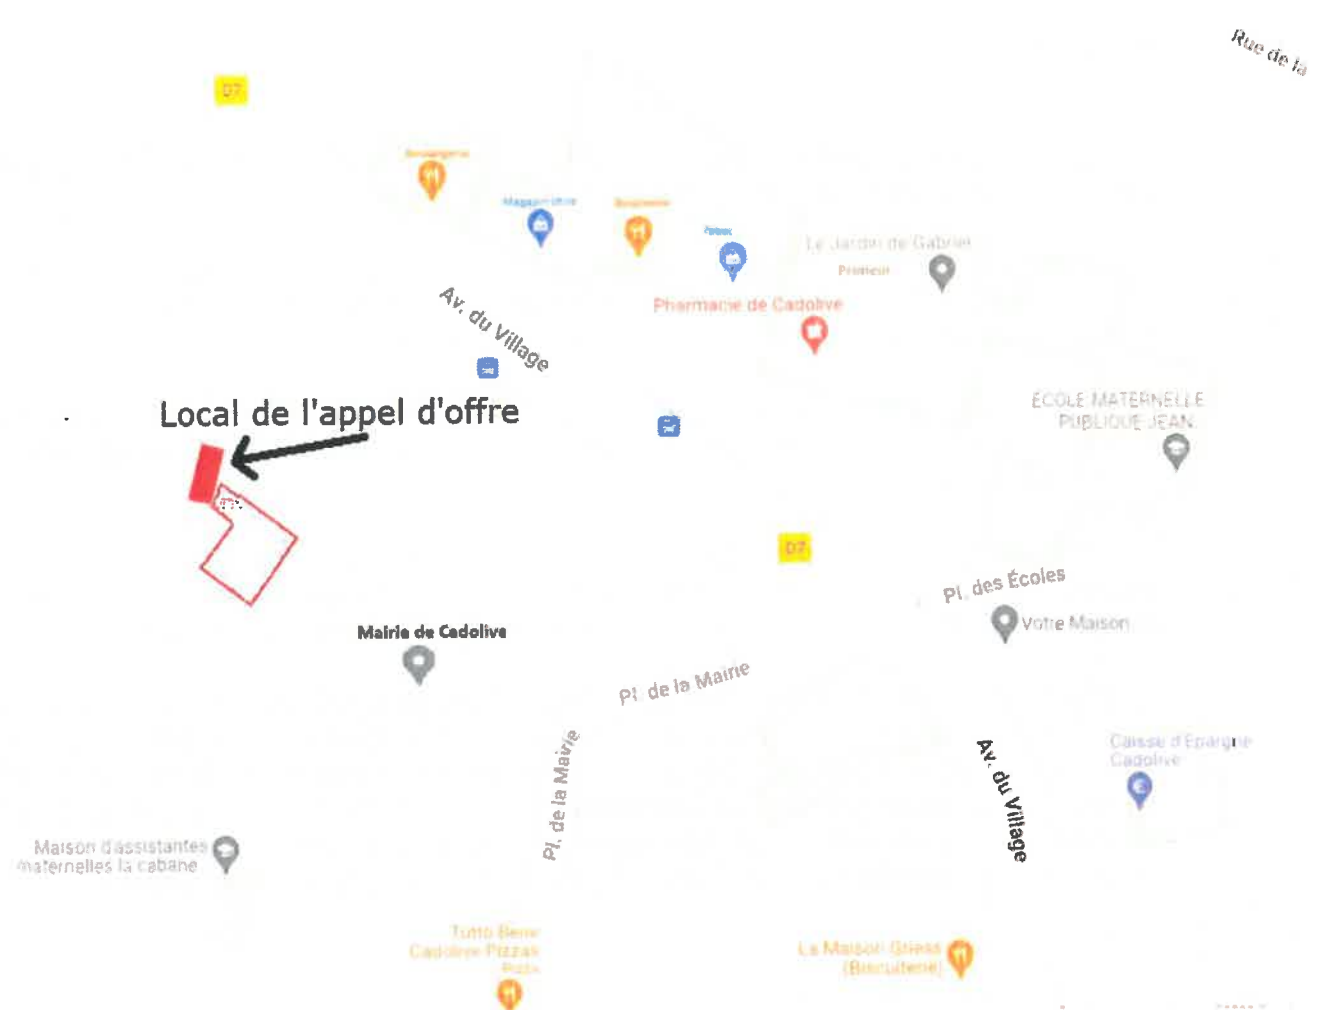 Rue de la
D7
Boulangerie
Magasin
Le Jardin de Gabriel
Primeur
Pharmacie de Cadolive
Av. du Village
Local de l'appel d'offre
ÉCOLE MATERNELLE
PUBLIQUE JEAN
D7
Pl. des Écoles
Votre Maison
Mairie de Cadolive
Pl. de la Mairie
Pl. de la Mairie
Av. du Village
Caisse d'Epargne
Cadolive
Maison d'assistantes
maternelles la cabane
Tutto Bene
Cadolive Pizzas
Pizza
La Maison Griess
(Biscuiterie)